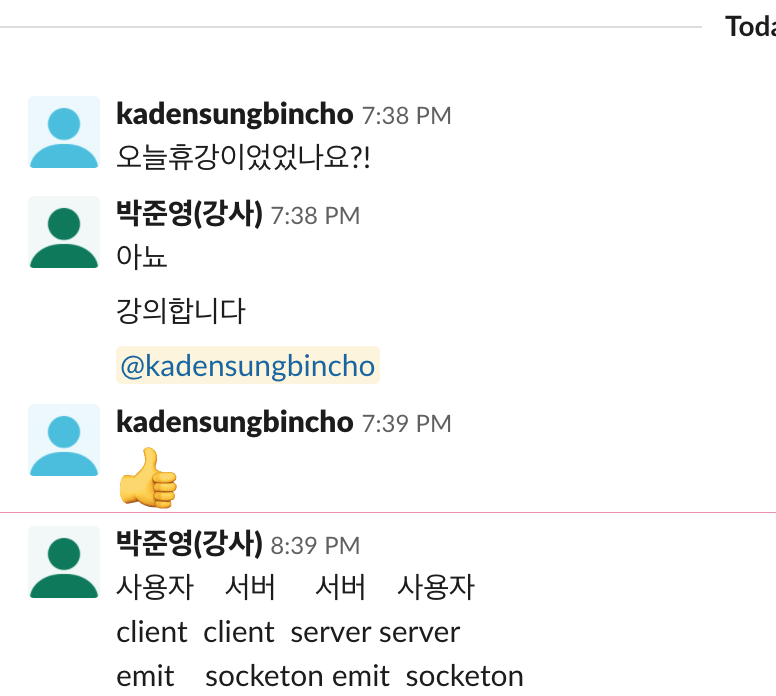 Toda
kadensungbincho 7:38 PM
오늘휴강이었었나요?!
박준영(강사) 7:38 PM
아뇨
강의합니다
@kadensungbincho
kadensungbincho 7:39 PM
박준영(강사) 8:39 PM
사용자 서버 서버 사용자
client client server server
emit socketon emit socketon